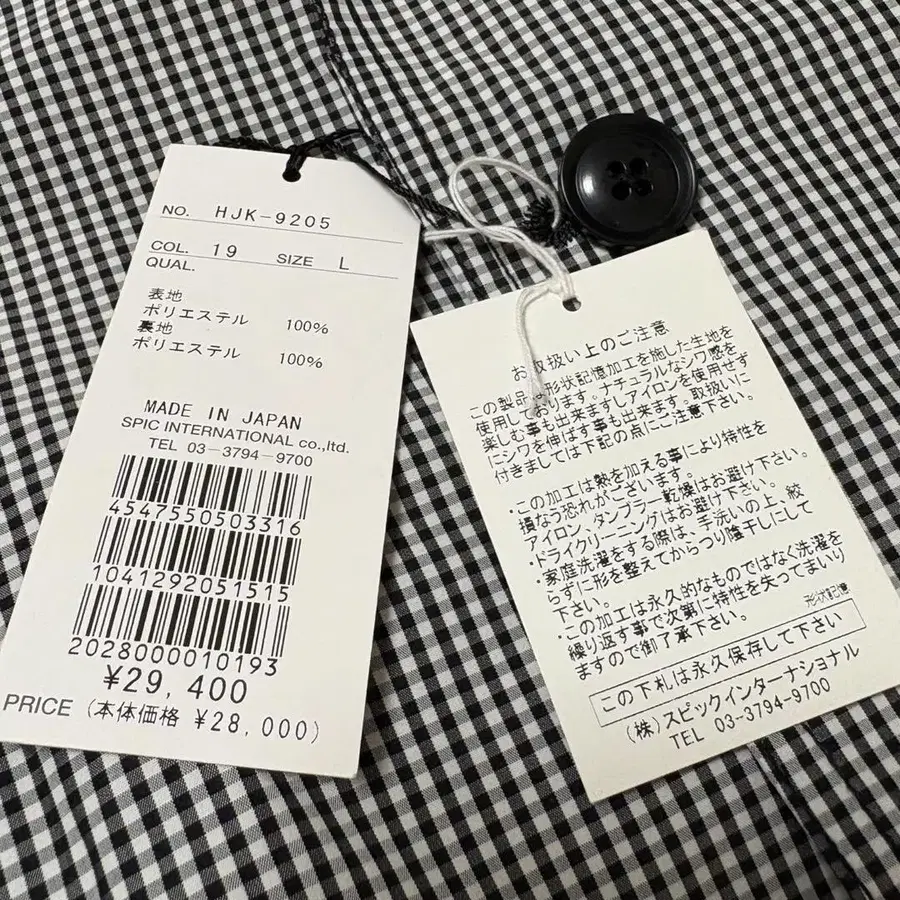 NO. HJK-9205
COL. 19 SIZE L
QUAL.
表地
ポリエステル 100%
裏地
ポリエステル 100%
MADE IN JAPAN
SPIC INTERNATIONAL CO.,ltd.
TEL 03-3794-9700
4547550503316
1041292051515
2028000010193
¥29,400
PRICE (本体価格 ¥28,000)
お取扱い上のご注意
この製品は形状記憶加工を施した生地を
使用しております。ナチュラルなシワ感を
楽しむ事も出来ますしアイロンを使用せず
にシワを伸ばす事も出来ます。取扱いに
付きましては下記の点にご注意下さい。
・この加工は熱を加える事により特性を
損なう恐れがございます。
アイロン、タンブラー乾燥はお避け下さい。
・ドライクリーニングはお避け下さい。
・家庭洗濯をする際は、手洗いの上、絞
らずに形を整えてからつり陰干しにして
下さい。
・この加工は永久的なものではなく洗濯を
繰り返す事で次第に特性を失ってまいり
ますので御了承下さい。
形状記憶
この下札は永久保存して下さい
(株)スピックインターナショナル
TEL 03-3794-9700